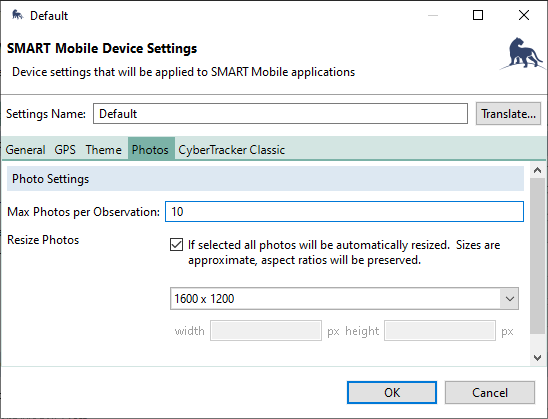 Default
SMART Mobile Device Settings
Device settings that will be applied to SMART Mobile applications
Settings Name: Default Translate...
General GPS Theme Photos CyberTracker Classic
Photo Settings
Max Photos per Observation: 10
Resize Photos If selected all photos will be automatically resized. Sizes are
approximate, aspect ratios will be preserved.
1600 x 1200
width px height px
OK Cancel